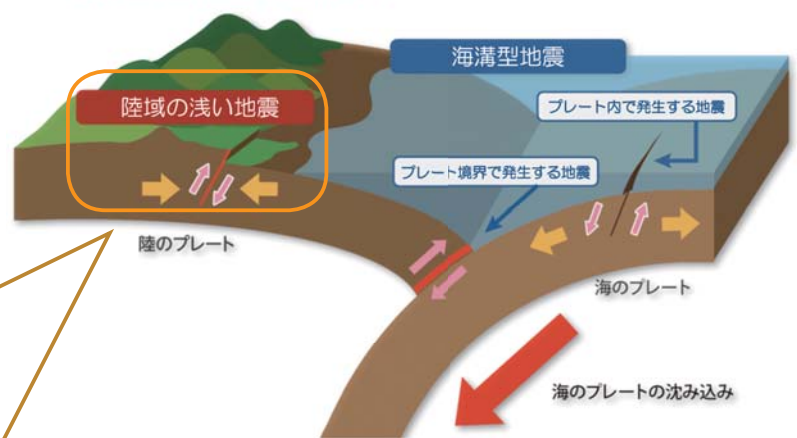 海溝型地震
陸域の浅い地震
プレート内で発生する地震
プレート境界で発生する地震
陸のプレート
海のプレート
海のプレートの沈み込み